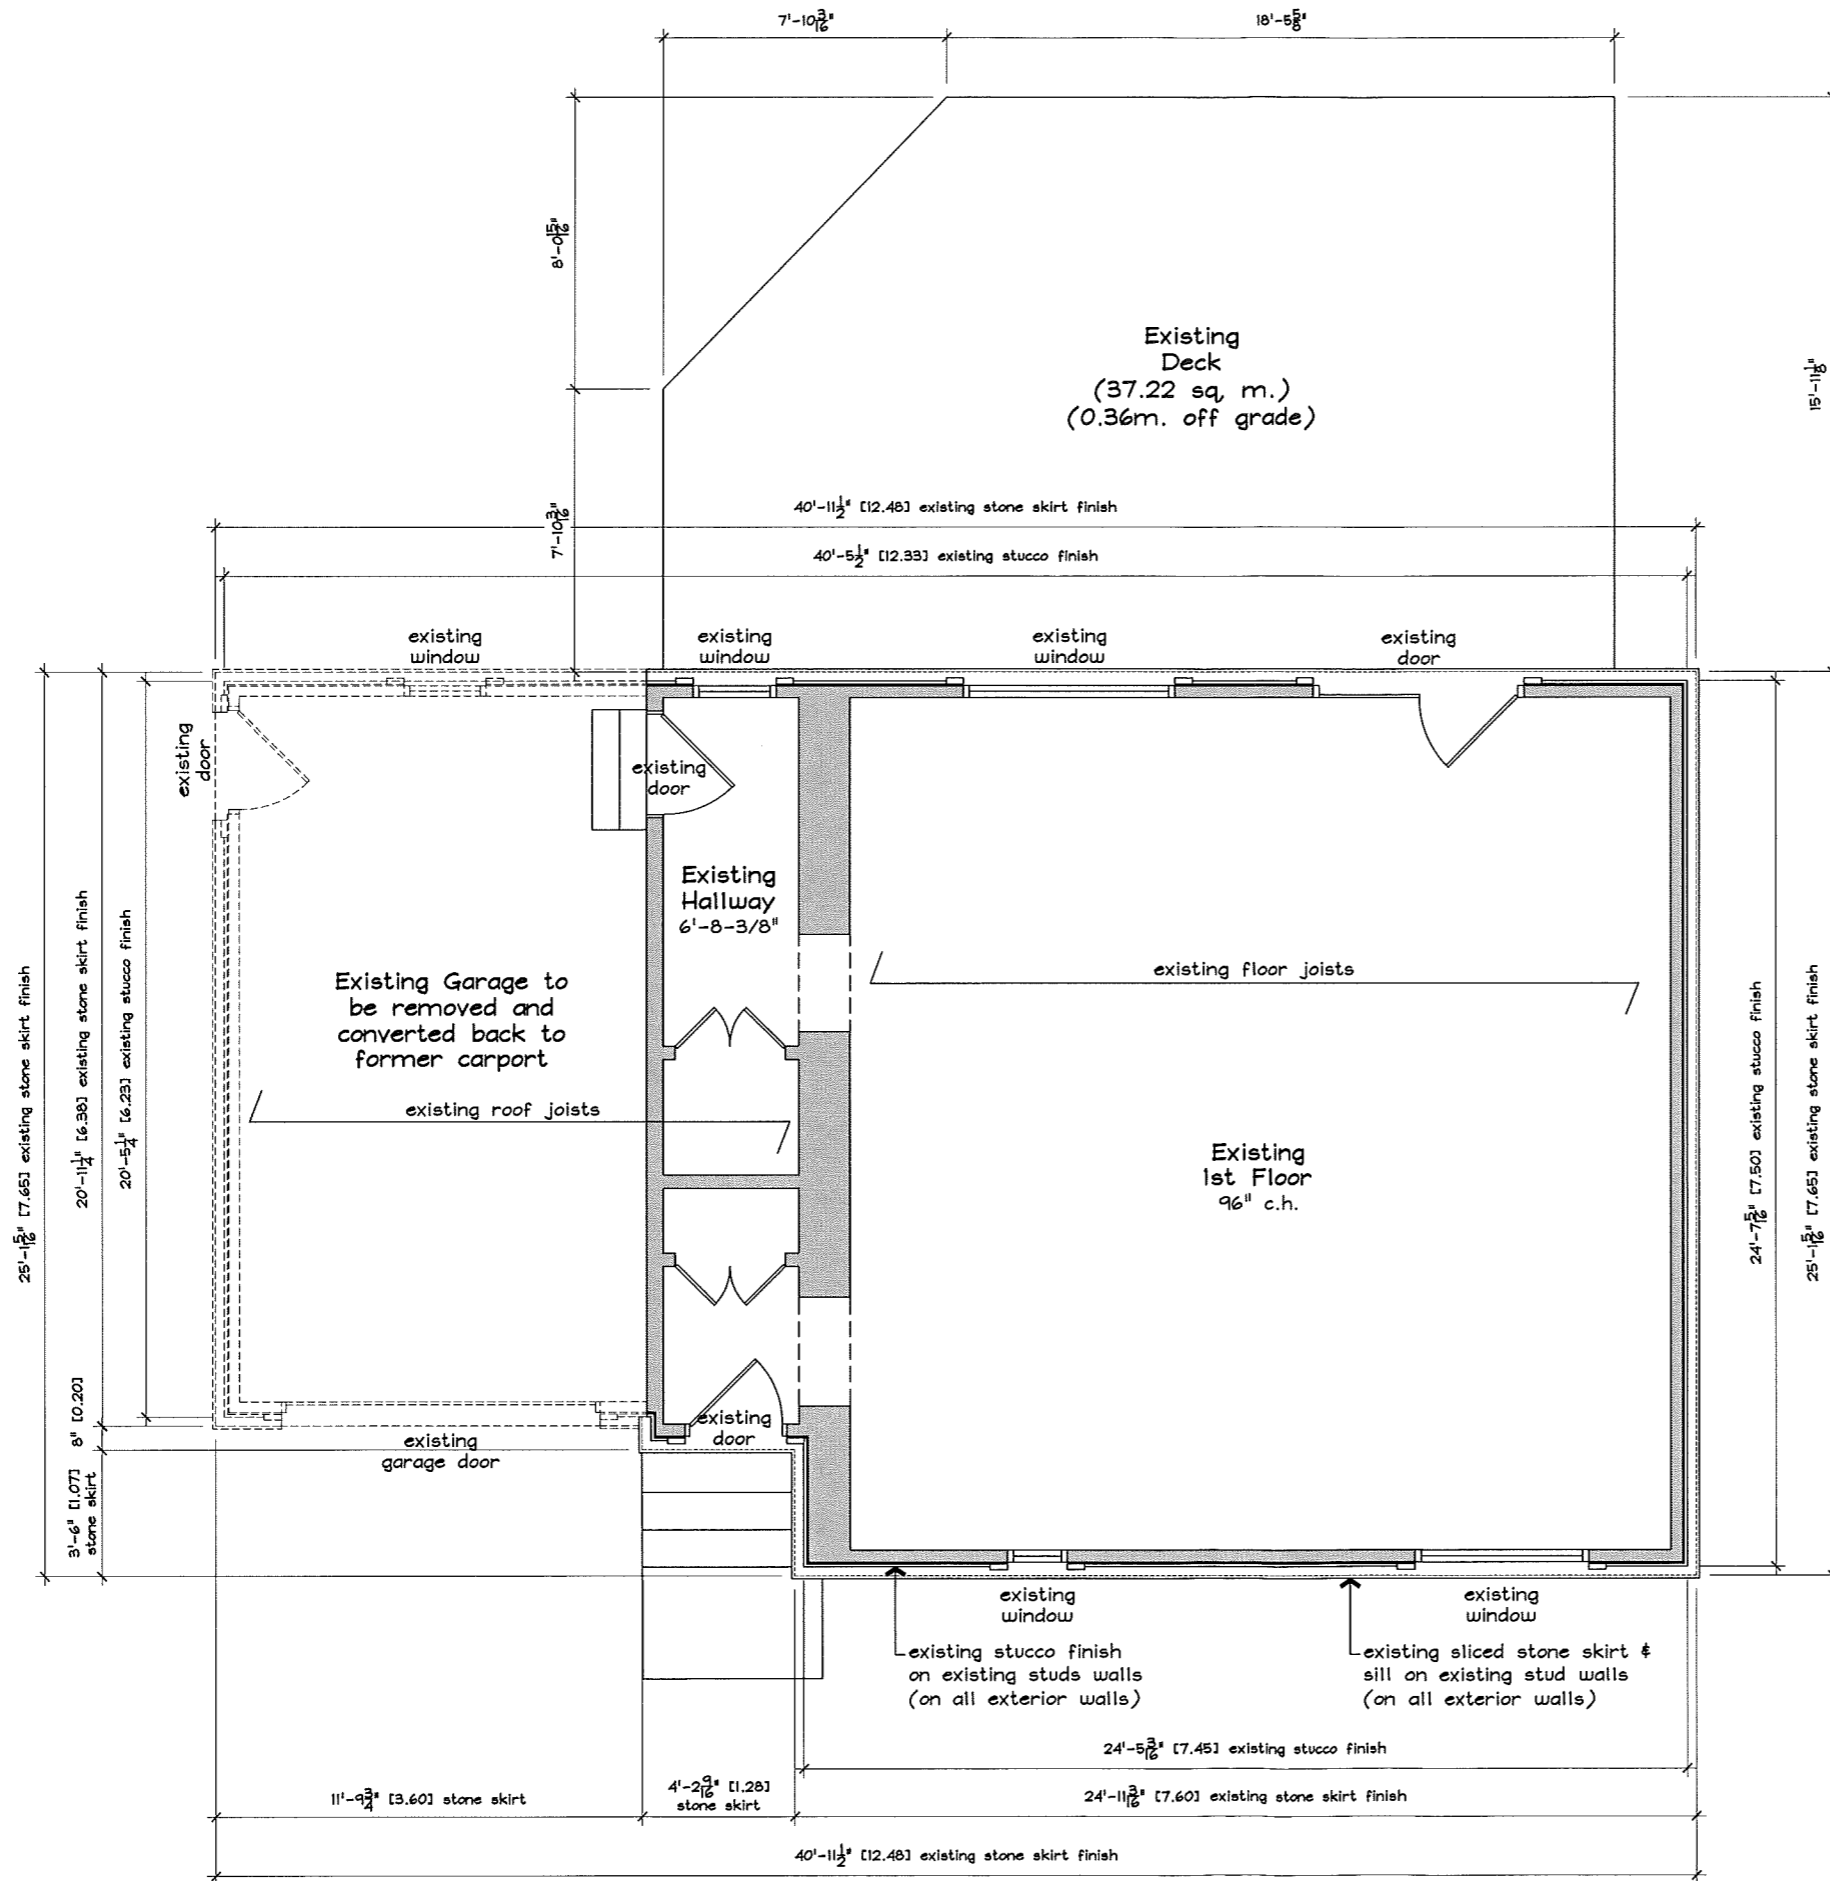 7'-10 3/16"
18'-5 5/8"
8'-0 15/16"
15'-11 1/8"
Existing
Deck
(37.22 sq. m.)
(0.36m. off grade)
7'-10 3/16"
40'-11 1/2" [12.48] existing stone skirt finish
40'-5 1/2" [12.33] existing stucco finish
existing
window
existing
window
existing
window
existing
door
existing
door
existing
door
Existing
Hallway
6'-8-3/8"
Existing Garage to
be removed and
converted back to
former carport
existing floor joists
existing roof joists
Existing
1st Floor
96" c.h.
25'-1 5/16" [7.65] existing stone skirt finish
20'-11 1/4" [6.38] existing stone skirt finish
20'-5 1/4" [6.23] existing stucco finish
24'-7 5/16" [7.50] existing stucco finish
25'-1 5/16" [7.65] existing stone skirt finish
8" [0.20]
3'-6" [1.07]
stone skirt
existing
garage door
existing
door
existing
window
existing
window
existing stucco finish
on existing studs walls
(on all exterior walls)
existing sliced stone skirt &
sill on existing stud walls
(on all exterior walls)
24'-5 3/16" [7.45] existing stucco finish
11'-9 3/4" [3.60] stone skirt
4'-2 9/16" [1.28]
stone skirt
24'-11 3/16" [7.60] existing stone skirt finish
40'-11 1/2" [12.48] existing stone skirt finish